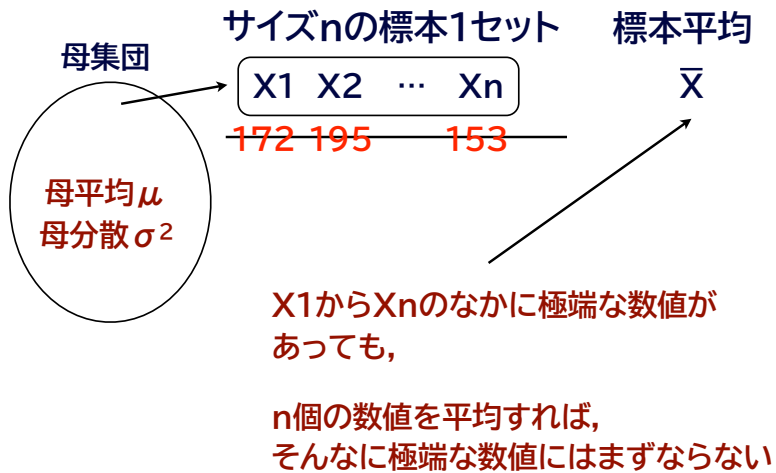 サイズnの標本1セット 標本平均
母集団
X1 X2 … Xn X̄
172 195 153
母平均μ
母分散σ²
X1からXnのなかに極端な数値が
あっても,
n個の数値を平均すれば,
そんなに極端な数値にはまずならない